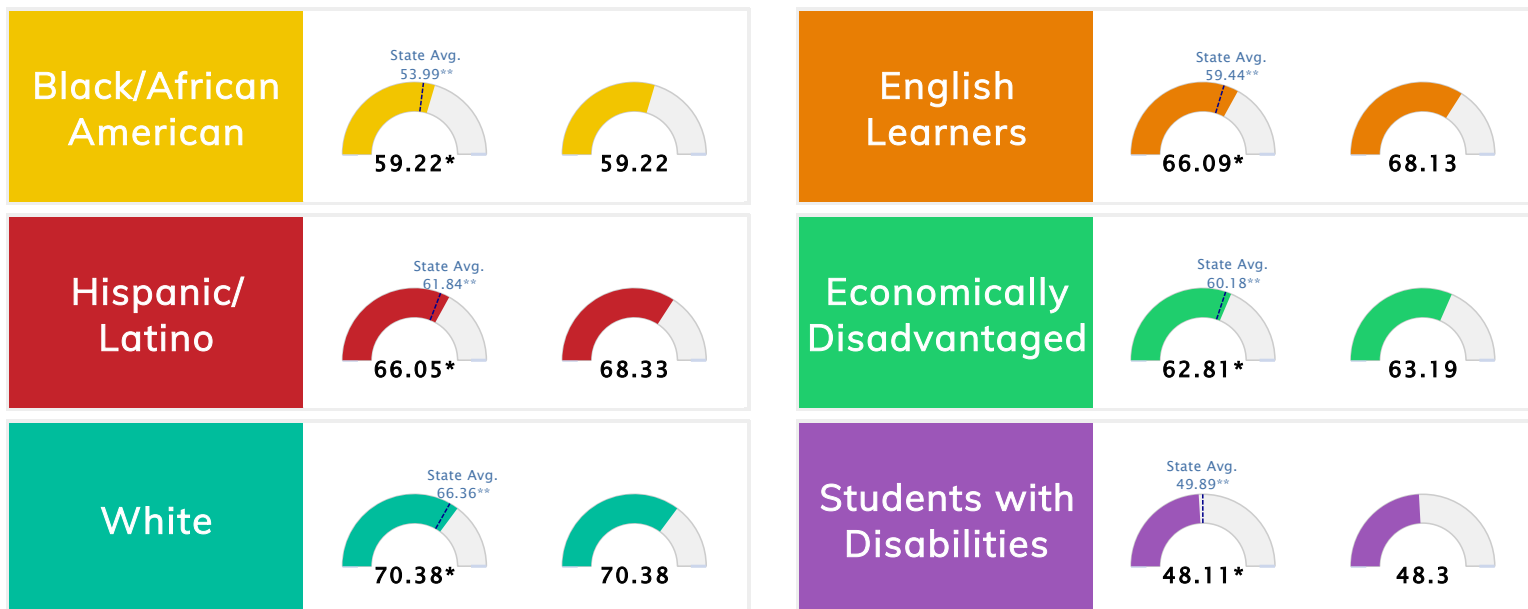 Black/African
American
State Avg.
53.99**
59.22*
59.22
English
Learners
State Avg.
59.44**
66.09*
68.13
Hispanic/
Latino
State Avg.
61.84**
66.05*
68.33
Economically
Disadvantaged
State Avg.
60.18**
62.81*
63.19
White
State Avg.
66.36**
70.38*
70.38
Students with
Disabilities
State Avg.
49.89**
48.11*
48.3